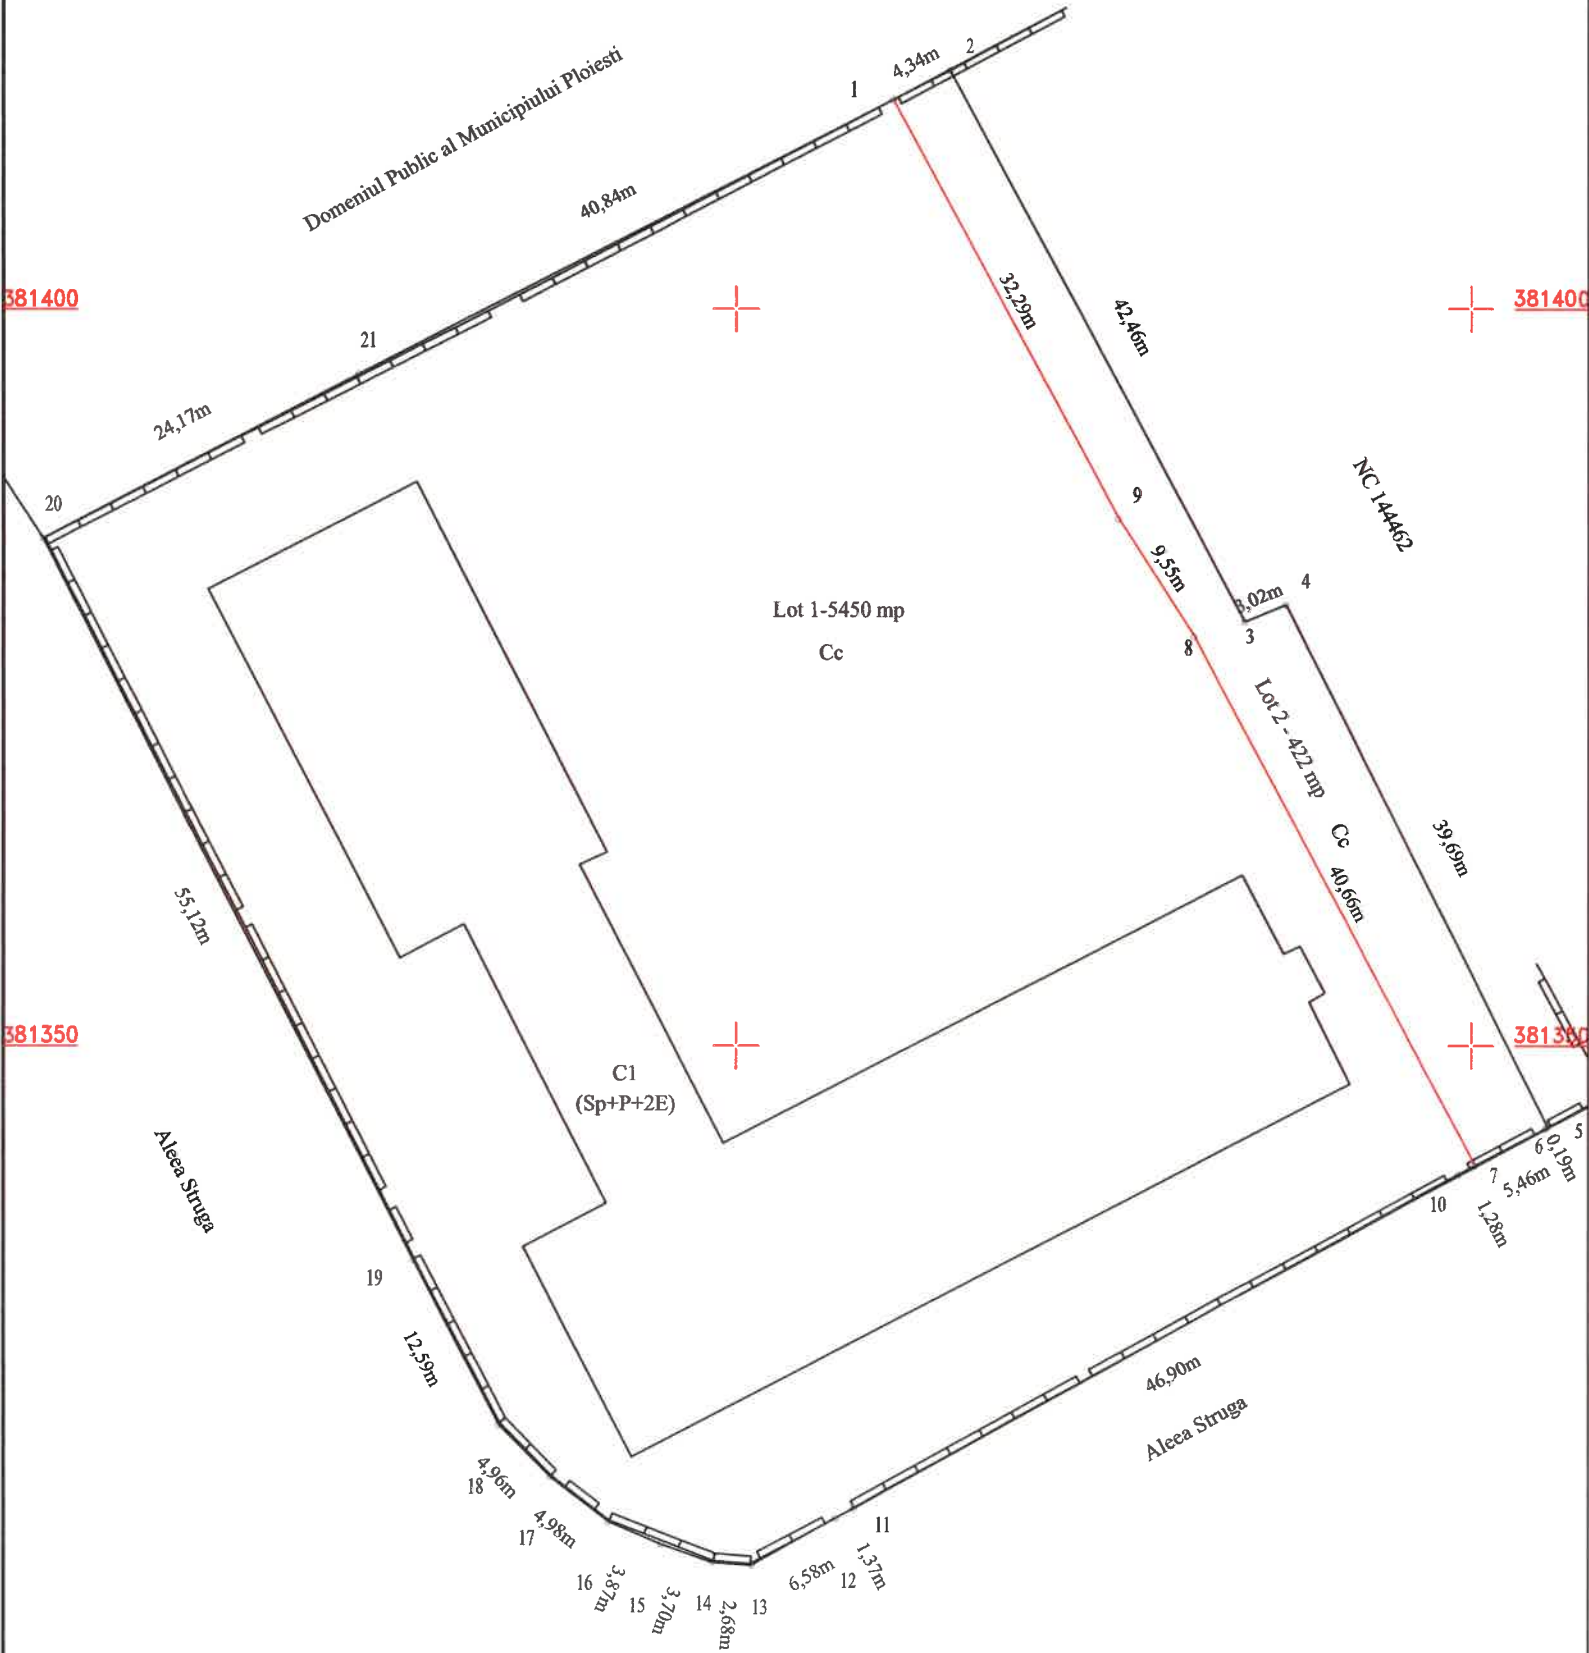 2
4,34m
1
Domeniul Public al Municipiului Ploiesti
40,84m
381400
381400
32,29m
42,46m
21
24,17m
20
9
NC 144462
9,55m
3,02m
4
3
8
Lot 1-5450 mp
Cc
Lot 2 - 422 mp
Cc
39,69m
40,66m
55,12m
381350
381350
C1
(Sp+P+2E)
Aleea Struga
5
6
0,19m
7
5,46m
10
1,28m
19
12,59m
46,90m
Aleea Struga
4,96m
18
4,98m
17
11
1,37m
12
6,58m
16
3,87m
15
3,70m
14
2,68m
13